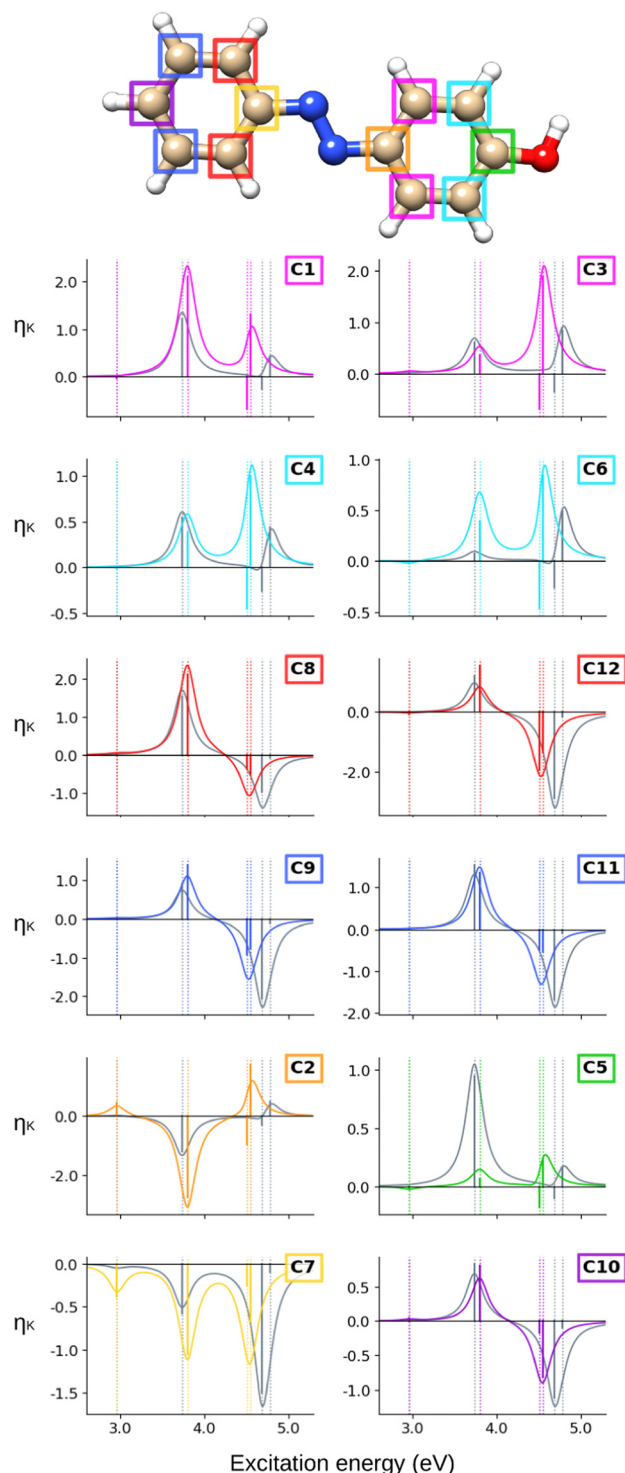 C1 C3
2.0 2.0
ηK 1.0 1.0
0.0 0.0
C4 C6
1.0 1.0
ηK 0.5 0.5
0.0 0.0
-0.5 -0.5
C8 C12
2.0
ηK 1.0 0.0
0.0
-1.0 -2.0
C9 C11
1.0 1.0
ηK 0.0 0.0
-1.0 -1.0
-2.0 -2.0
C2 C5
1.0
ηK 0.0 0.5
-2.0 0.0
0.0 C7 C10
0.5
ηK -0.5 0.0
-1.0 -0.5
-1.5 -1.0
3.0 4.0 5.0 3.0 4.0 5.0
Excitation energy (eV)